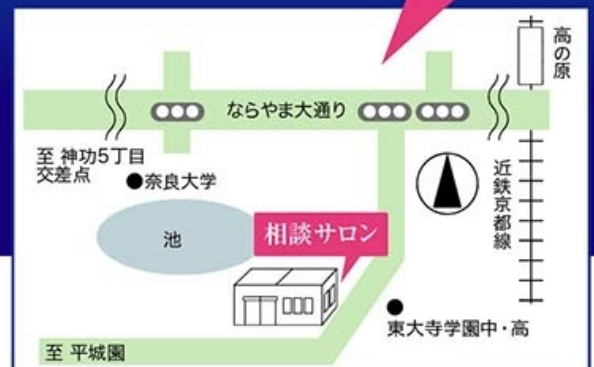 高の原
ならやま大通り
至 神功5丁目
交差点
奈良大学
近鉄京都線
池
相談サロン
東大寺学園中・高
至 平城園